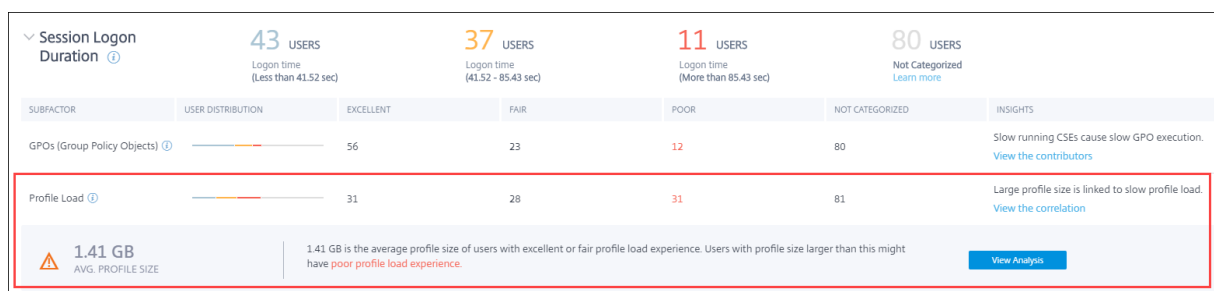 Session Logon Duration
43 USERS
Logon time
(Less than 41.52 sec)
37 USERS
Logon time
(41.52 - 85.43 sec)
11 USERS
Logon time
(More than 85.43 sec)
80 USERS
Not Categorized
Learn more
SUBFACTOR USER DISTRIBUTION EXCELLENT FAIR POOR NOT CATEGORIZED INSIGHTS
GPOs (Group Policy Objects) 56 23 12 80 Slow running CSEs cause slow GPO execution.
View the contributors
Profile Load 31 28 31 81 Large profile size is linked to slow profile load.
View the correlation
1.41 GB
AVG. PROFILE SIZE
1.41 GB is the average profile size of users with excellent or fair profile load experience. Users with profile size larger than this might
have poor profile load experience.
View Analysis